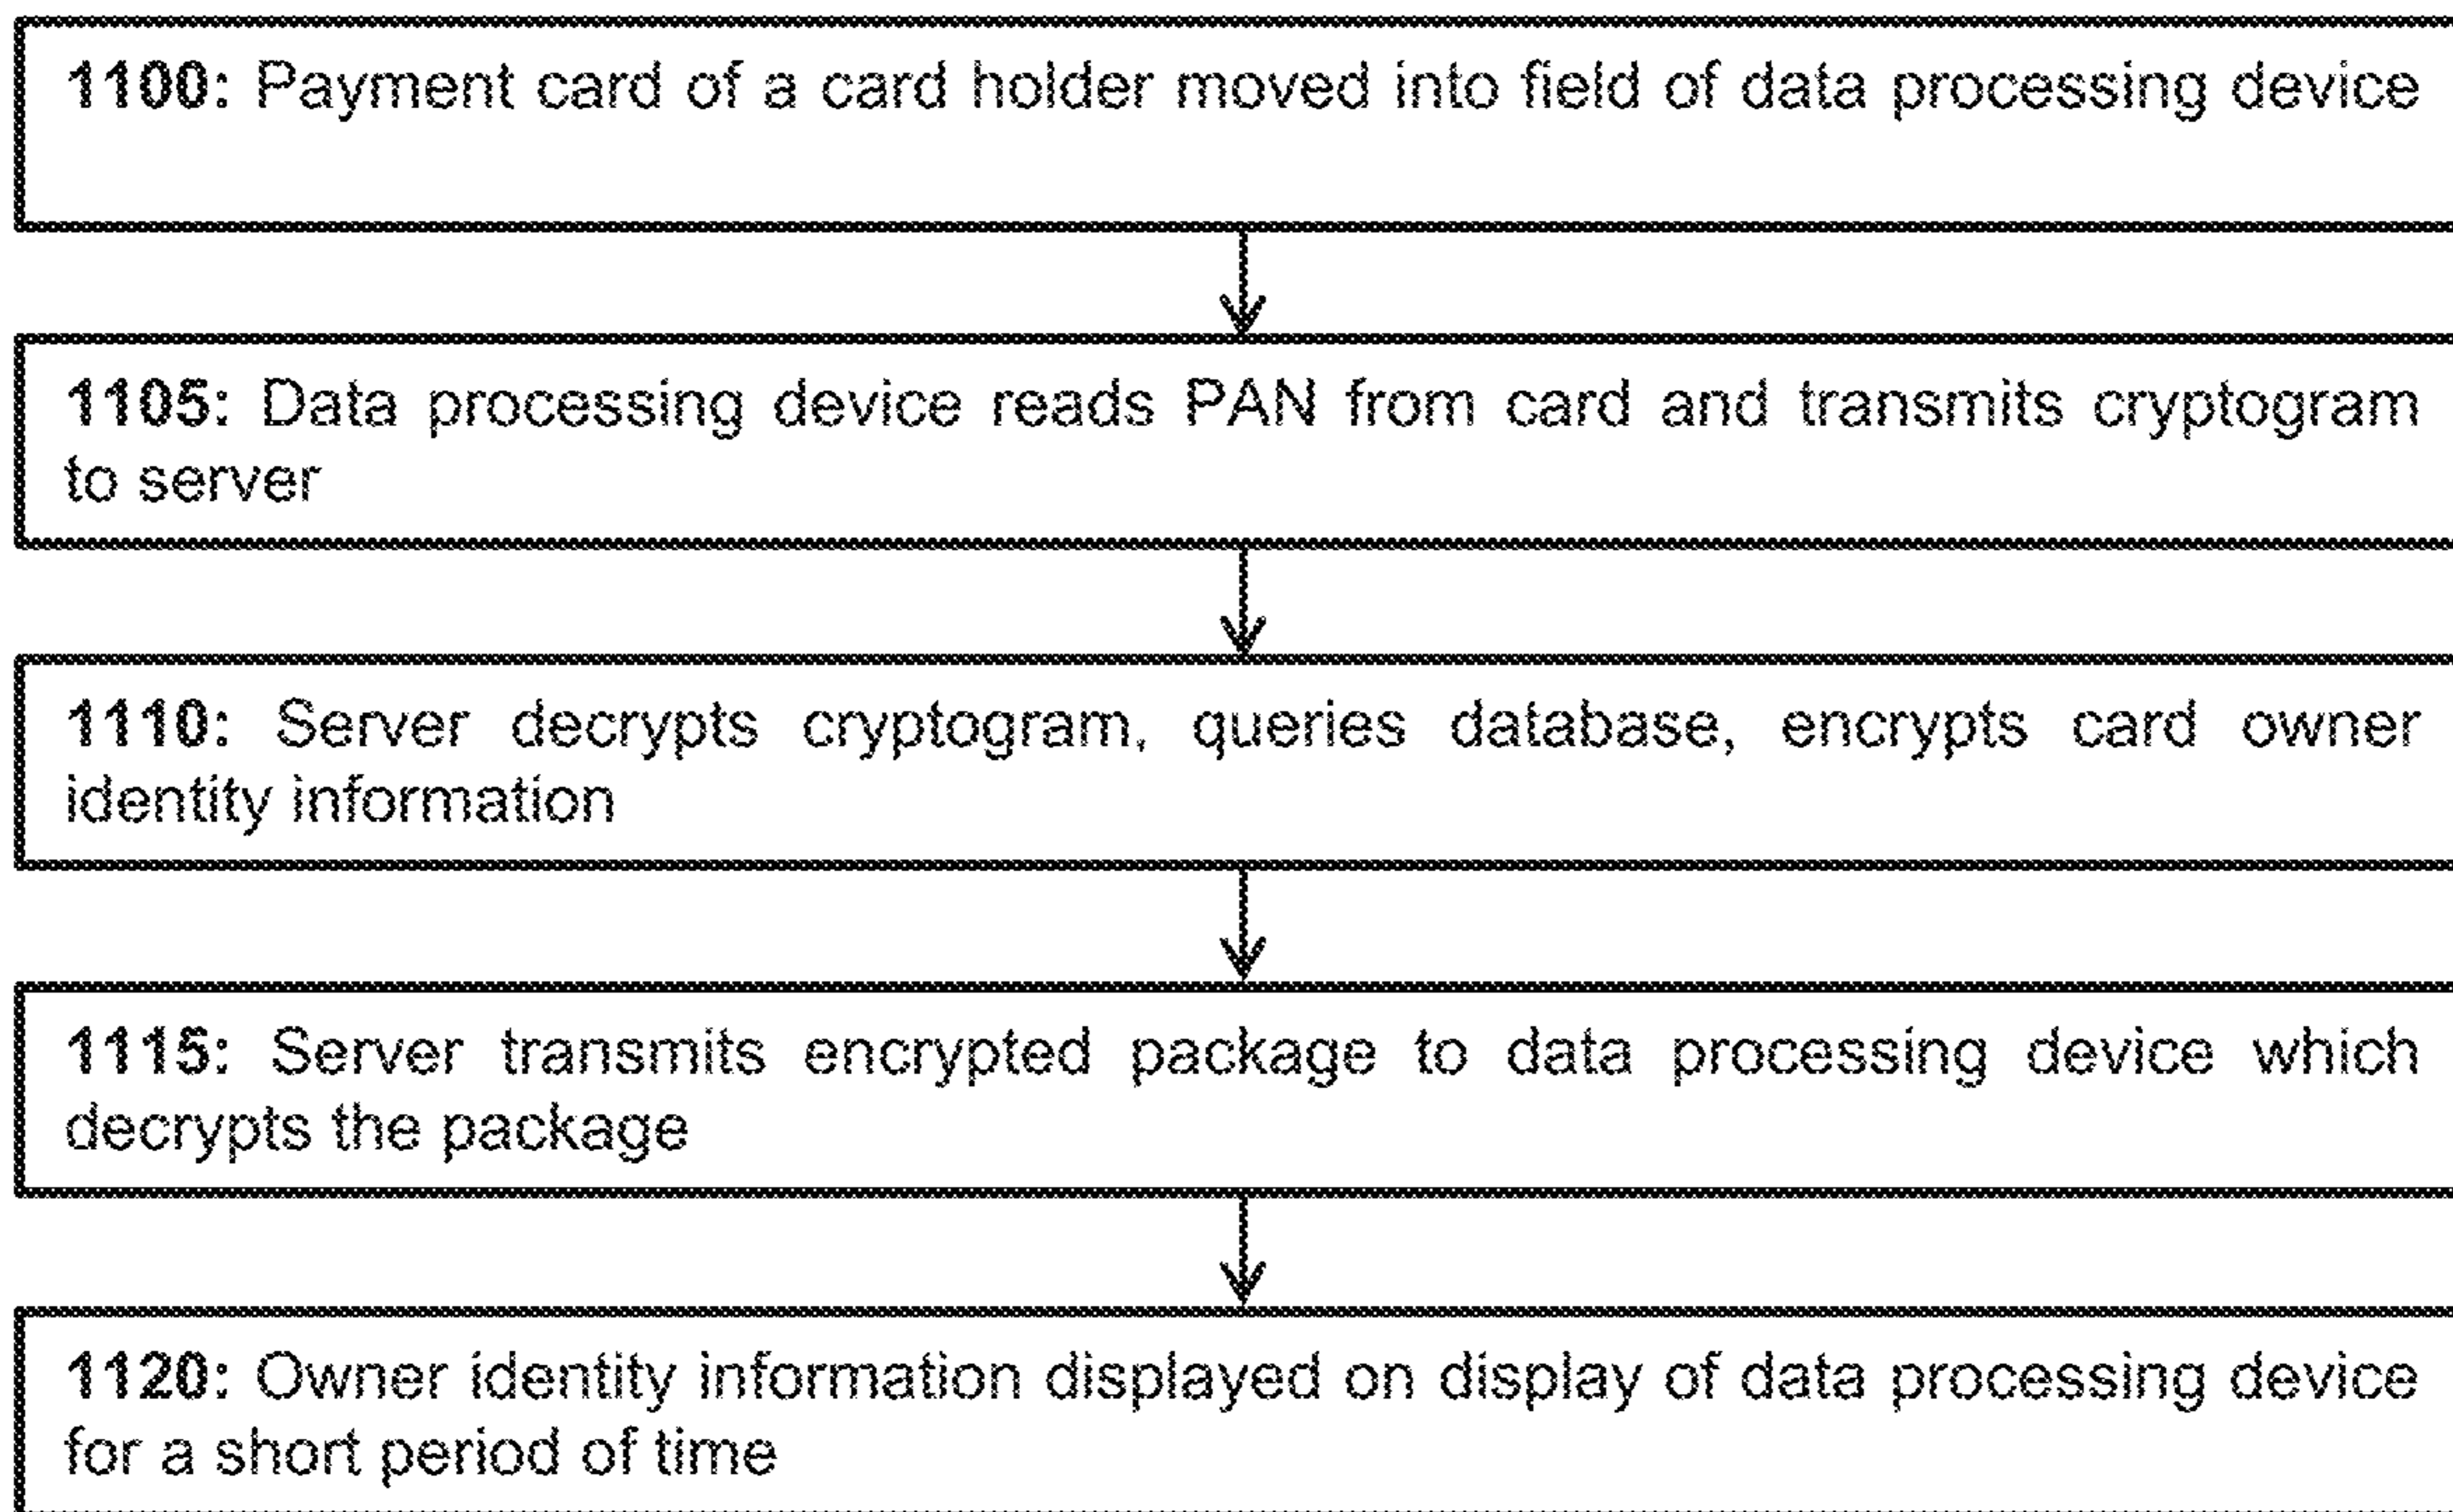 1100: Payment card of a card holder moved into field of data processing device
1105: Data processing device reads PAN from card and transmits cryptogram
to server
1110: Server decrypts cryptogram, queries database, encrypts card owner
identity information
1115: Server transmits encrypted package to data processing device which
decrypts the package
1120: Owner identity information displayed on display of data processing device
for a short period of time